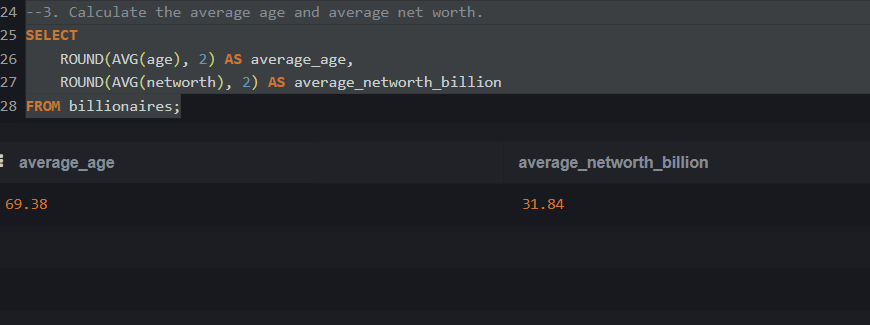 24 --3. Calculate the average age and average net worth.
25 SELECT
26 ROUND(AVG(age), 2) AS average_age,
27 ROUND(AVG(networth), 2) AS average_networth_billion
28 FROM billionaires;
average_age average_networth_billion
69.38 31.84